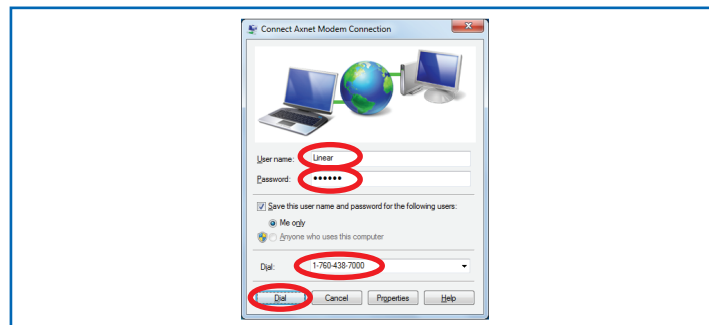 Connect Axnet Modem Connection
User name: Linear
Password: ••••••
Save this user name and password for the following users:
Me only
Anyone who uses this computer
Dial: 1-760-438-7000
Dial Cancel Properties Help